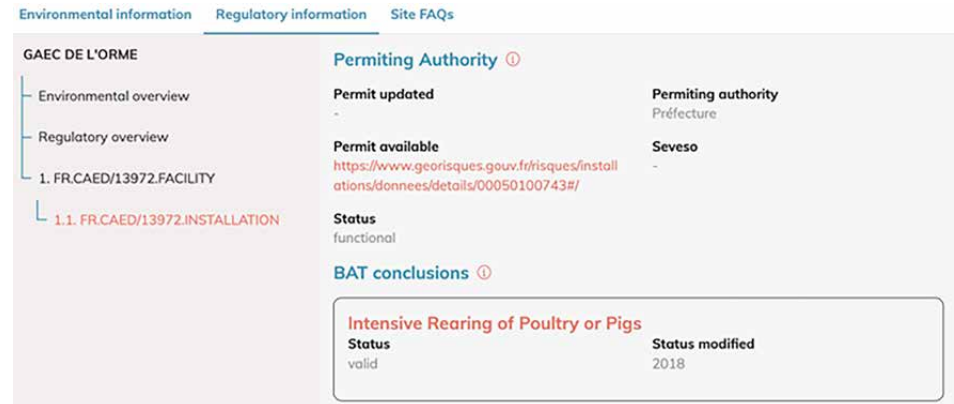 Environmental information Regulatory information Site FAQs
GAEC DE L'ORME
Environmental overview
Regulatory overview
1. FR.CAED/13972.FACILITY
1.1. FR.CAED/13972.INSTALLATION
Permiting Authority
Permit updated
-
Permiting authority
Préfecture
Permit available
https://www.georisques.gouv.fr/risques/install
ations/donnees/details/00050100743#/
Seveso
-
Status
functional
BAT conclusions
Intensive Rearing of Poultry or Pigs
Status
valid
Status modified
2018